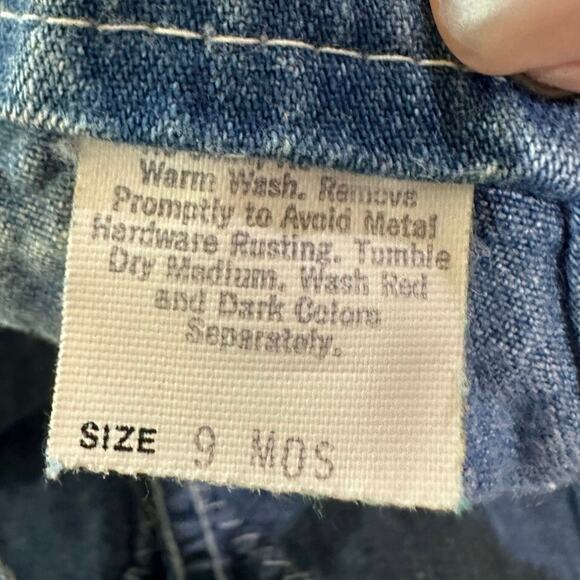 Warm Wash. Remove
Promptly to Avoid Metal
Hardware Rusting. Tumble
Dry Medium. Wash Red
and Dark Colors
Separately.
SIZE 9 MOS